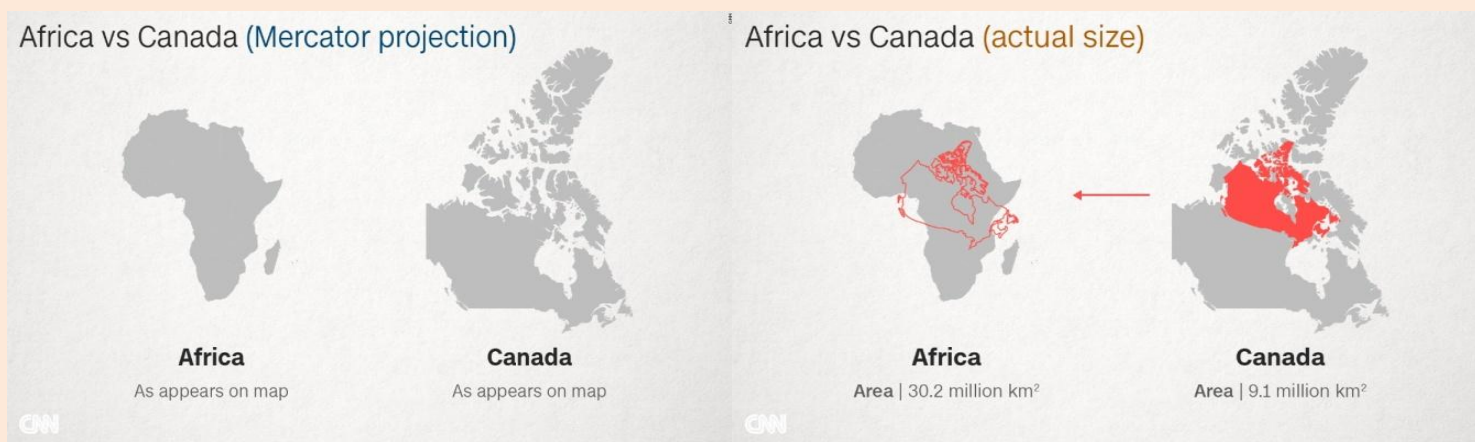 Africa vs Canada (Mercator projection)
Africa
As appears on map
Canada
As appears on map
CNN
Africa vs Canada (actual size)
Africa
Area | 30.2 million km²
Canada
Area | 9.1 million km²
CNN